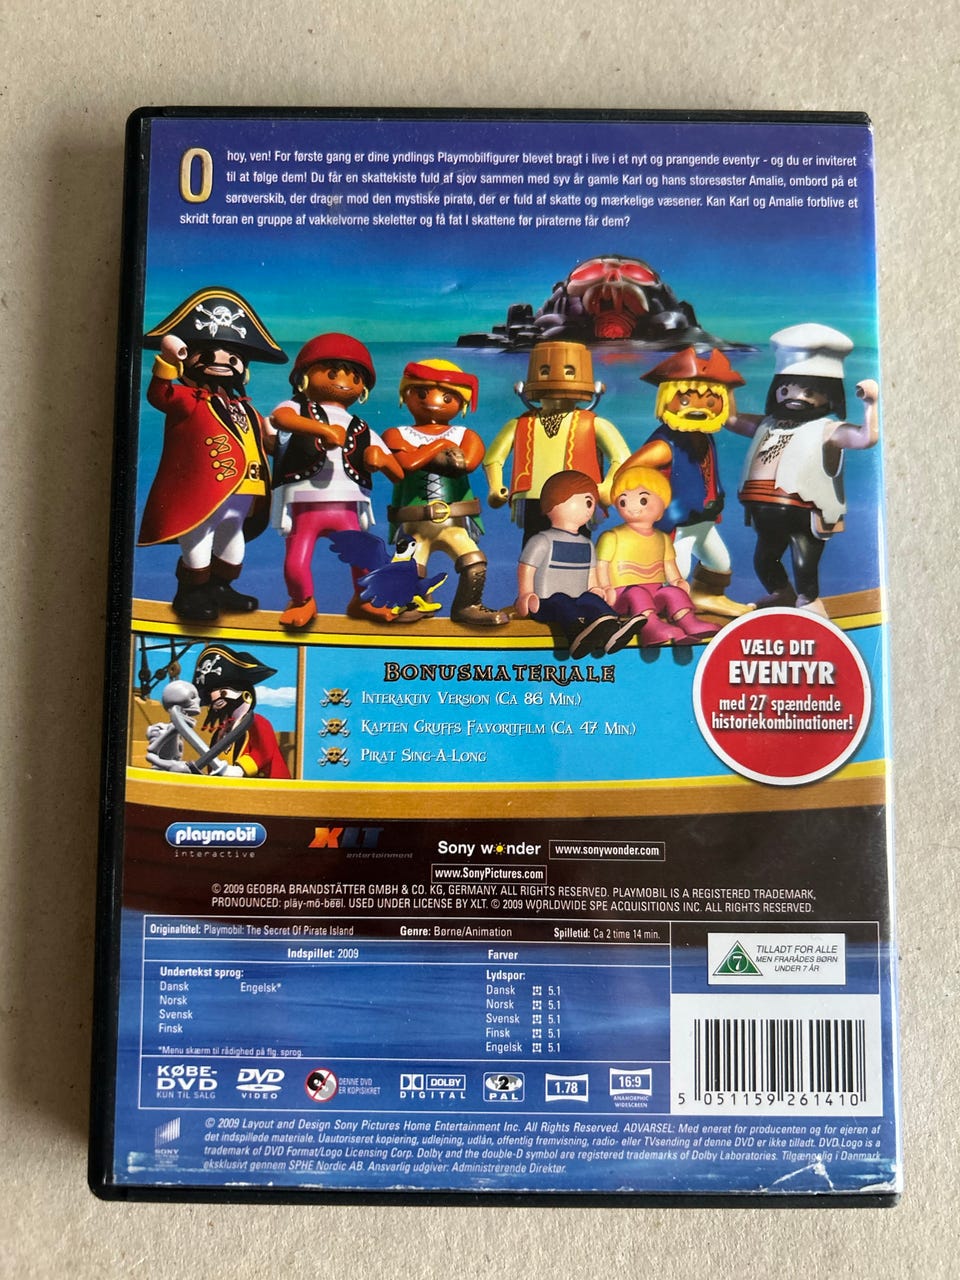 Ohoy, ven! For første gang er dine yndlings Playmobilfigurer blevet bragt i live i et nyt og prangende eventyr - og du er inviteret
til at følge dem! Du får en skattekiste fuld af sjov sammen med syv år gamle Karl og hans storesøster Amalie, ombord på et
sørøverskib, der drager mod den mystiske piratø, der er fuld af skatte og mærkelige væsener. Kan Karl og Amalie forblive et
skridt foran en gruppe af vakkelvorne skeletter og få fat I skattene før piraterne får dem?
BONUSMATERIALE
INTERAKTIV VERSION (CA 86 MIN.)
KAPTEN GRUFFS FAVORITFILM (CA 47 MIN.)
PIRAT SING-A-LONG
VÆLG DIT
EVENTYR
med 27 spændende
historiekombinationer!
playmobil
interactive
XLT
entertainment
Sony wonder
www.sonywonder.com
www.SonyPictures.com
© 2009 GEOBRA BRANDSTÄTTER GMBH & CO. KG, GERMANY. ALL RIGHTS RESERVED. PLAYMOBIL IS A REGISTERED TRADEMARK,
PRONOUNCED: plāy-mō-bēēl. USED UNDER LICENSE BY XLT. © 2009 WORLDWIDE SPE ACQUISITIONS INC. ALL RIGHTS RESERVED.
Originaltitel: Playmobil: The Secret Of Pirate Island Genre: Børne/Animation Spilletid: Ca 2 time 14 min.
Indspillet: 2009 Farver
Undertekst sprog:
Dansk Engelsk*
Norsk
Svensk
Finsk
*Menu skærm til rådighed på flg. sprog.
Lydspor:
Dansk 5.1
Norsk 5.1
Svensk 5.1
Finsk 5.1
Engelsk 5.1
7
TILLADT FOR ALLE
MEN FRARÅDES BØRN
UNDER 7 ÅR
KØBE-
DVD
KUN TIL SALG
DVD
VIDEO
DENNE DVD
ER KOPISIKRET
DOLBY
DIGITAL
2
PAL
1.78
16:9
ANAMORPHIC
WIDESCREEN
5 051159 261410
SONY
© 2009 Layout and Design Sony Pictures Home Entertainment Inc. All Rights Reserved. ADVARSEL: Med eneret for producenten og for ejeren af
det indspillede materiale. Uautoriseret kopiering, udlejning, udlån, offentlig fremvisning, radio- eller TVsending af denne DVD er ikke tilladt. DVD Logo is a
trademark of DVD Format/Logo Licensing Corp. Dolby and the double-D symbol are registered trademarks of Dolby Laboratories. Tilgængelig i Danmark
eksklusivt gennem SPHE Nordic AB. Ansvarlig udgiver: Administrerende Direktør.